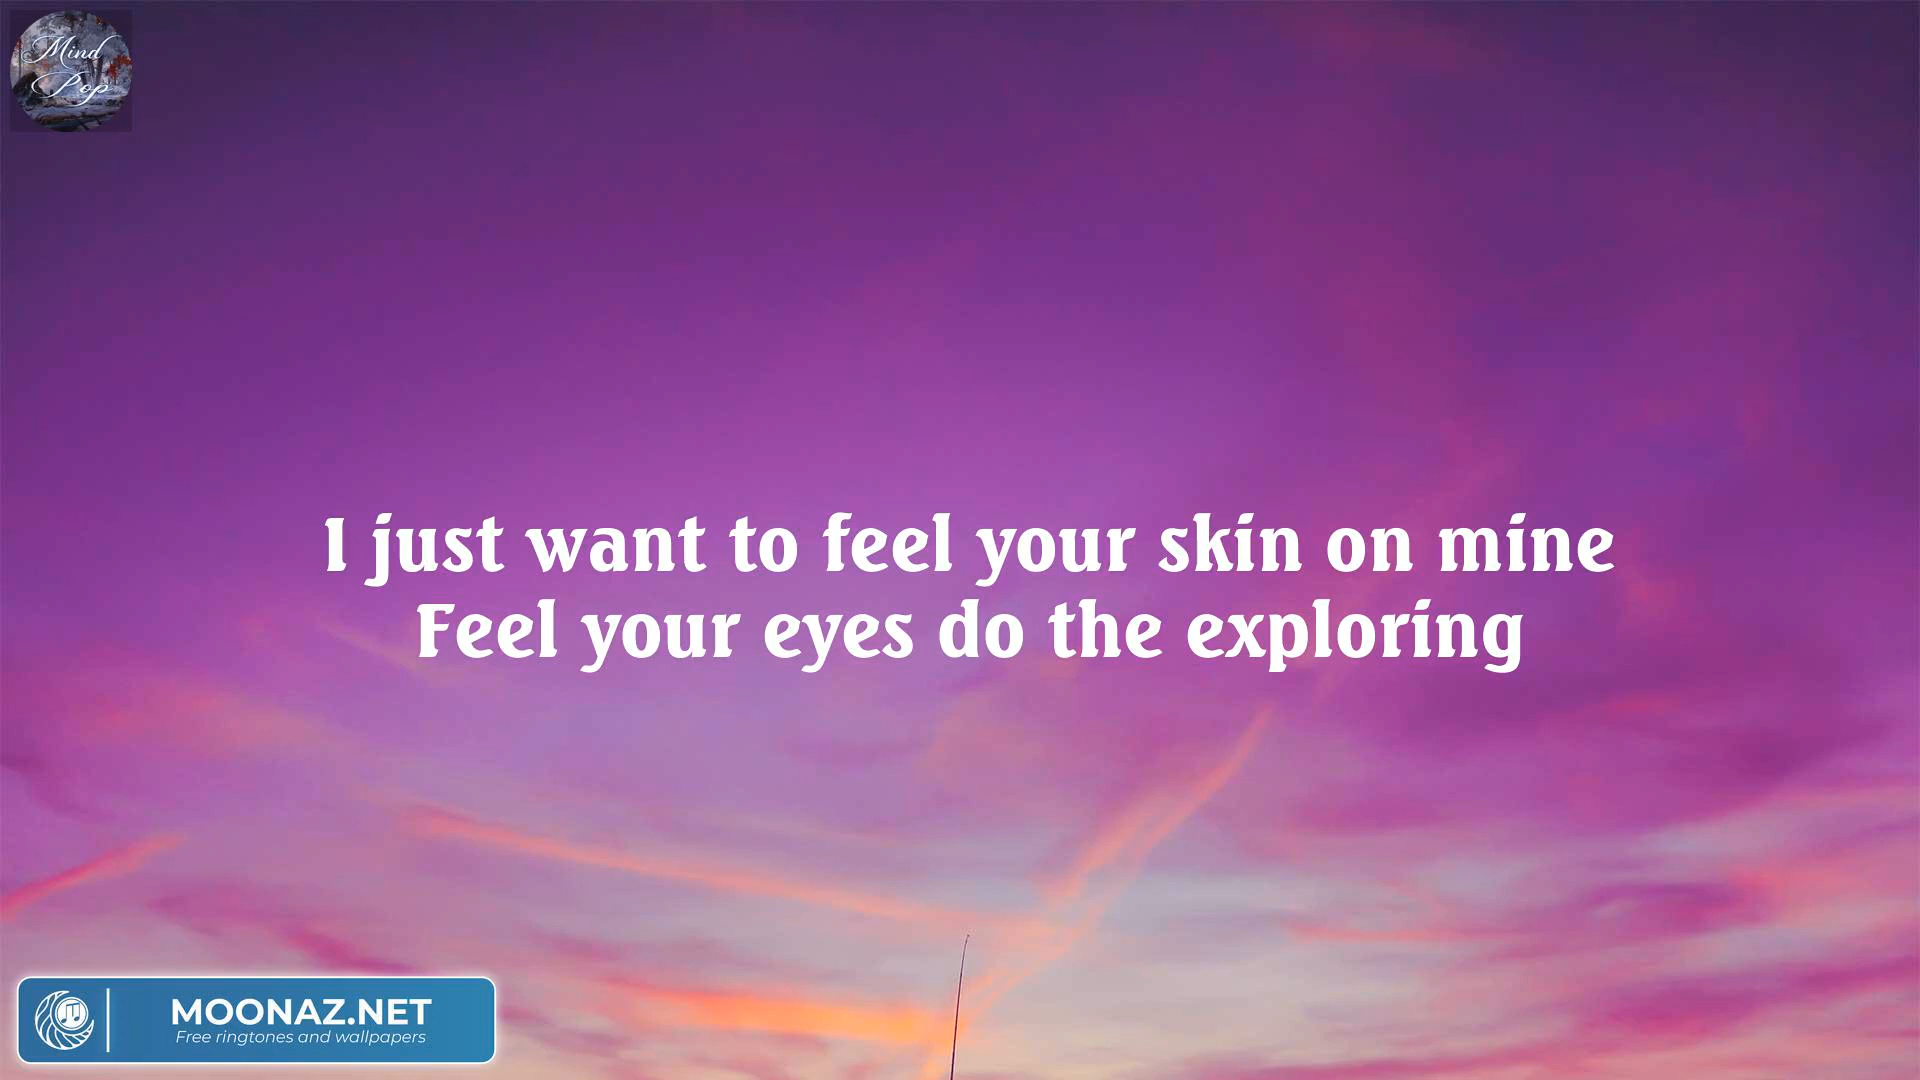 Mind
Pop
I just want to feel your skin on mine
Feel your eyes do the exploring
MOONAZ.NET
Free ringtones and wallpapers